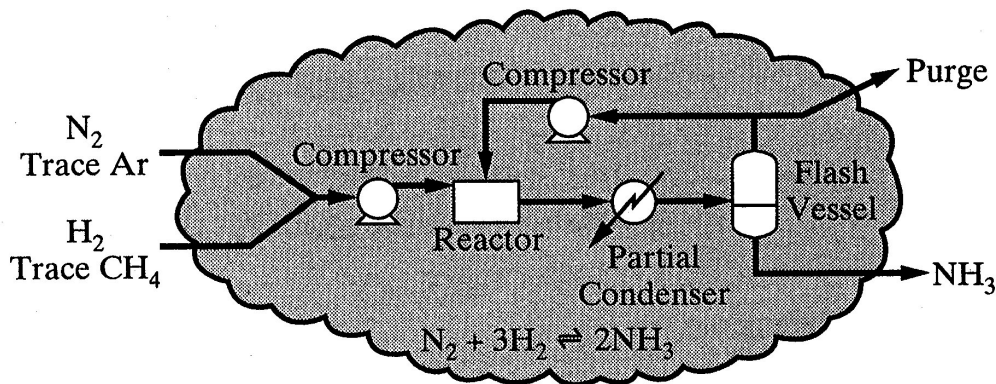 Compressor
Purge
N₂
Trace Ar
Compressor
Flash
Vessel
Reactor
H₂
Trace CH₄
Partial
Condenser
NH₃
N₂ + 3H₂ ⇌ 2NH₃